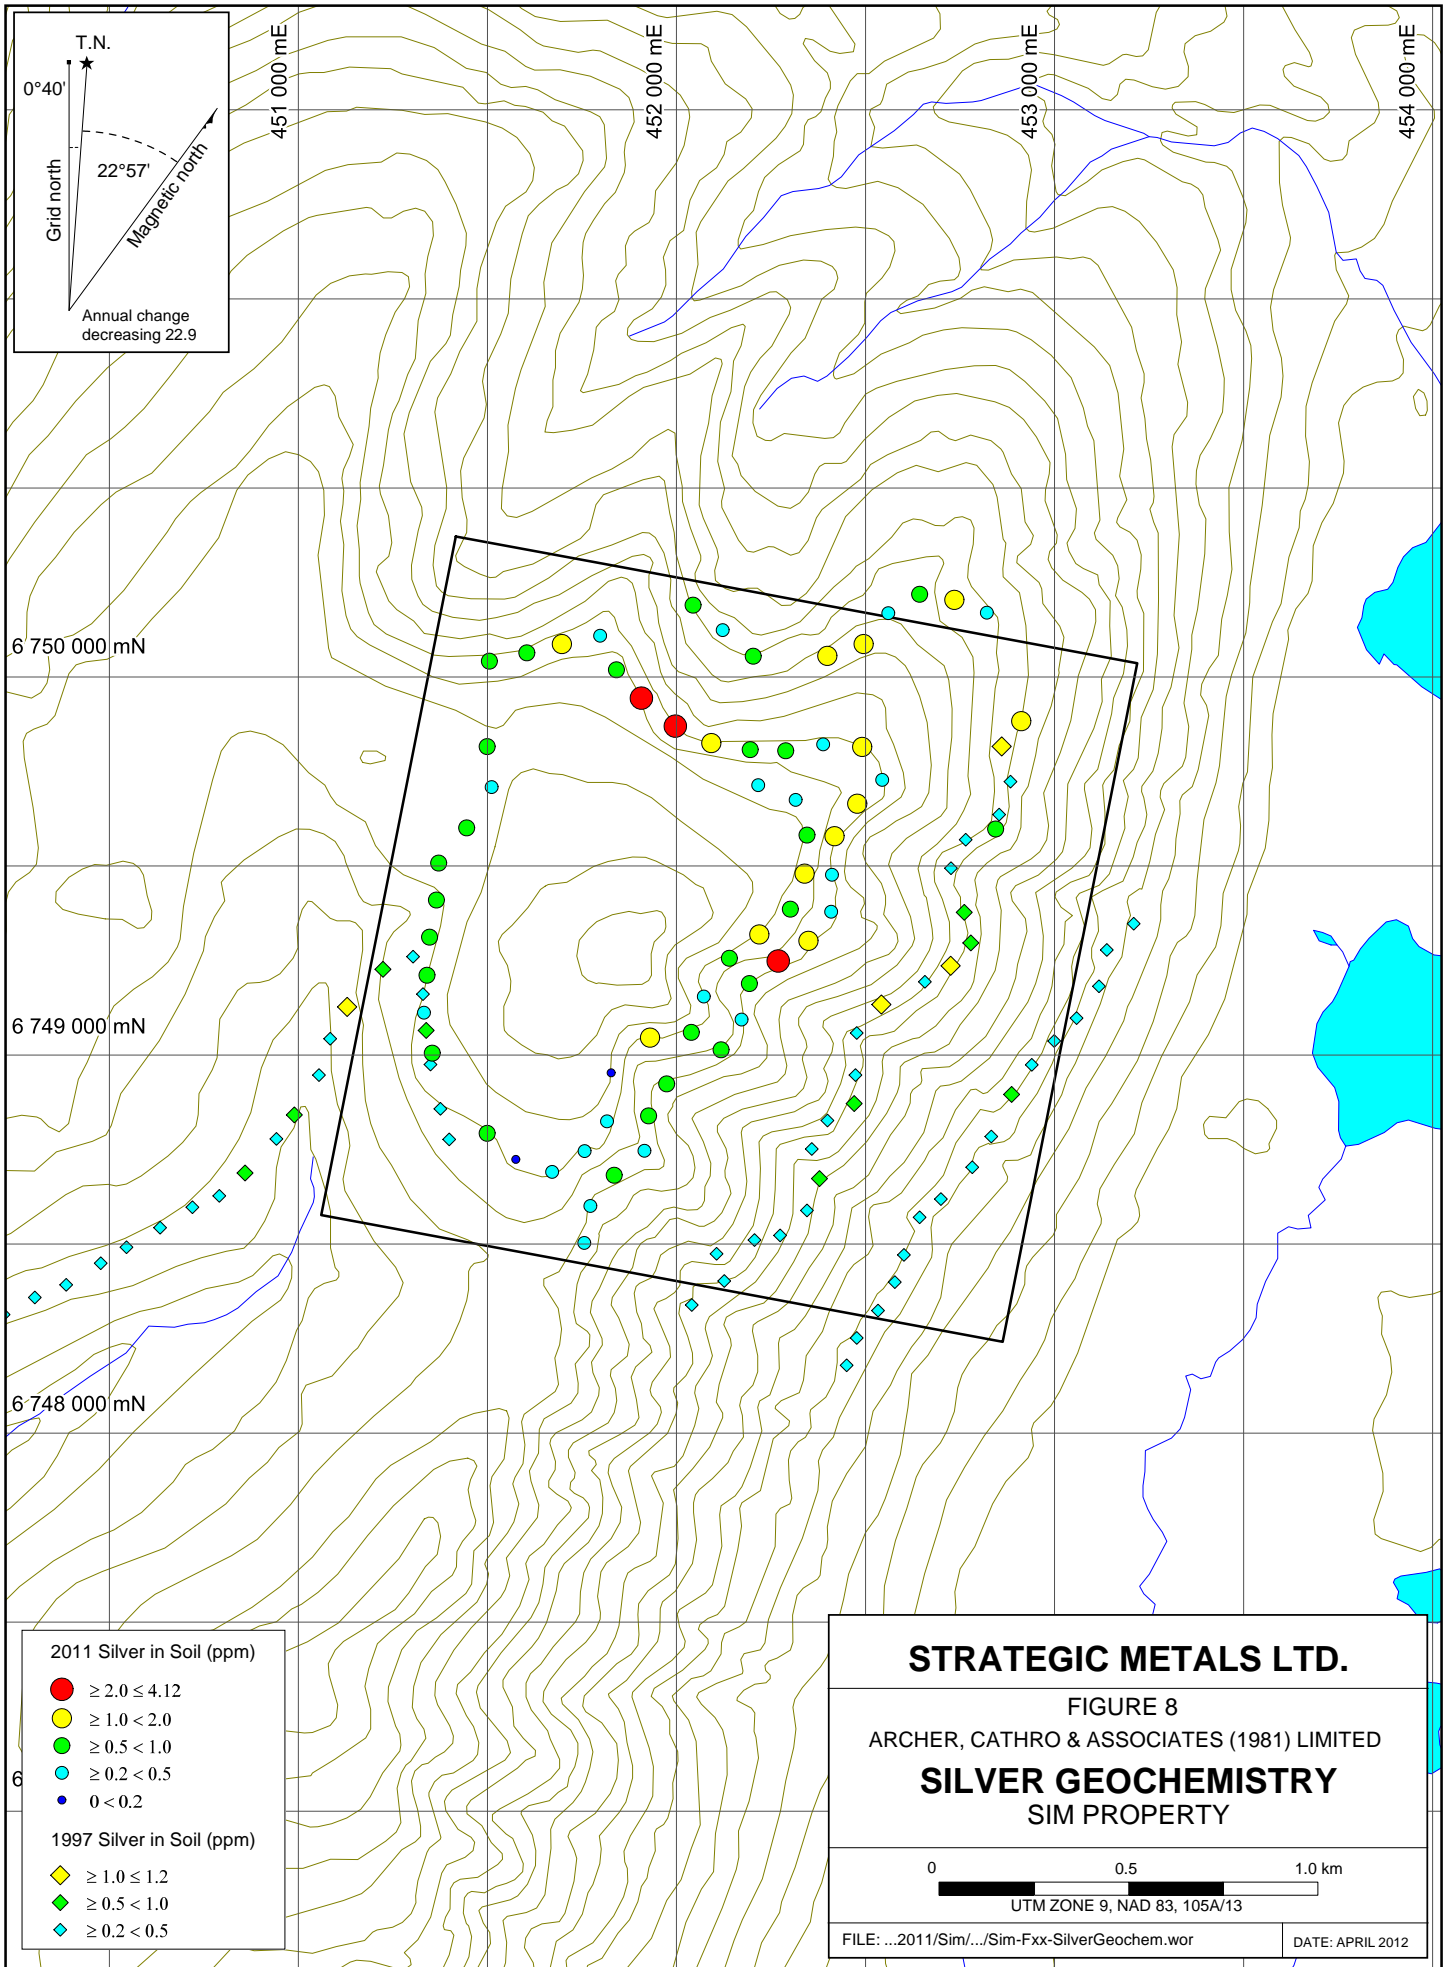 T.N.
0°40'
22°57'
Grid north
Magnetic north
Annual change
decreasing 22.9
451 000 mE
452 000 mE
453 000 mE
454 000 mE
6 750 000 mN
6 749 000 mN
6 748 000 mN
6
2011 Silver in Soil (ppm)
≥ 2.0 ≤ 4.12
≥ 1.0 < 2.0
≥ 0.5 < 1.0
≥ 0.2 < 0.5
0 < 0.2
1997 Silver in Soil (ppm)
≥ 1.0 ≤ 1.2
≥ 0.5 < 1.0
≥ 0.2 < 0.5
STRATEGIC METALS LTD.
FIGURE 8
ARCHER, CATHRO & ASSOCIATES (1981) LIMITED
SILVER GEOCHEMISTRY
SIM PROPERTY
0 0.5 1.0 km
UTM ZONE 9, NAD 83, 105A/13
FILE: ...2011/Sim/.../Sim-Fxx-SilverGeochem.wor
DATE: APRIL 2012